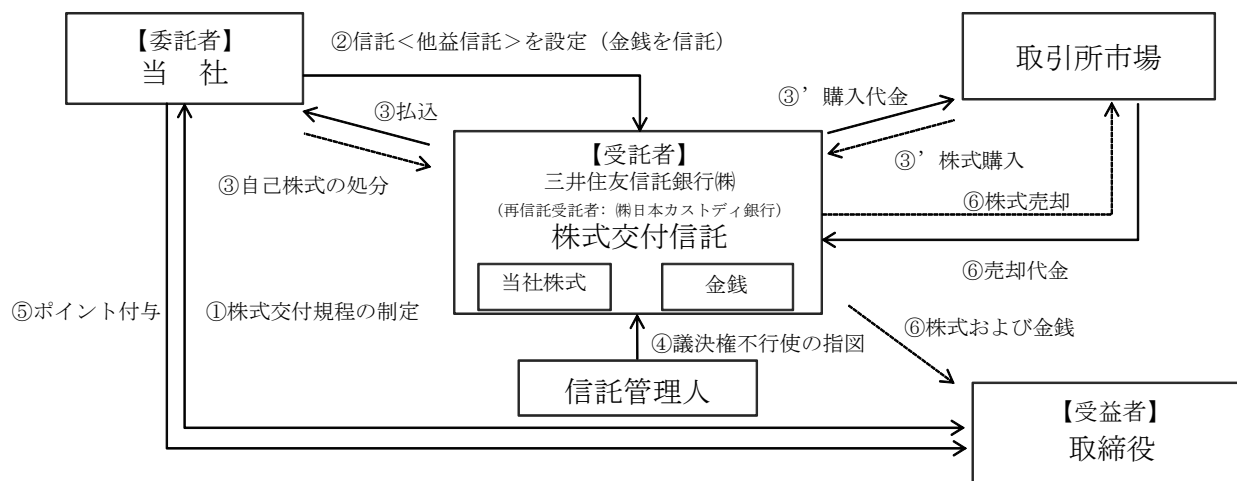 【委託者】
当　社
②信託＜他益信託＞を設定（金銭を信託）
取引所市場
③払込
③自己株式の処分
③’購入代金
③’株式購入
【受託者】
三井住友信託銀行㈱
（再信託受託者：㈱日本カストディ銀行）
株式交付信託
当社株式
金銭
⑥株式売却
⑥売却代金
⑤ポイント付与
①株式交付規程の制定
④議決権不行使の指図
⑥株式および金銭
信託管理人
【受益者】
取締役